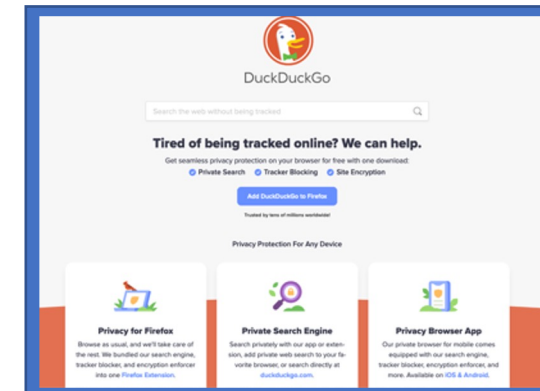 DuckDuckGo
Search the web without being tracked
Tired of being tracked online? We can help.
Get seamless privacy protection on your browser for free with one download:
Private Search Tracker Blocking Site Encryption
Add DuckDuckGo to Firefox
Trusted by tens of millions worldwide!
Privacy Protection For Any Device
Privacy for Firefox
Browse as usual, and we'll take care of
the rest. We bundled our search engine,
tracker blocker, and encryption enforcer
into one Firefox Extension.
Private Search Engine
Search privately with our app or exten-
sion, add private web search to your fa-
vorite browser, or search directly at
duckduckgo.com.
Privacy Browser App
Our private browser for mobile comes
equipped with our search engine,
tracker blocker, encryption enforcer, and
more. Available on iOS & Android.